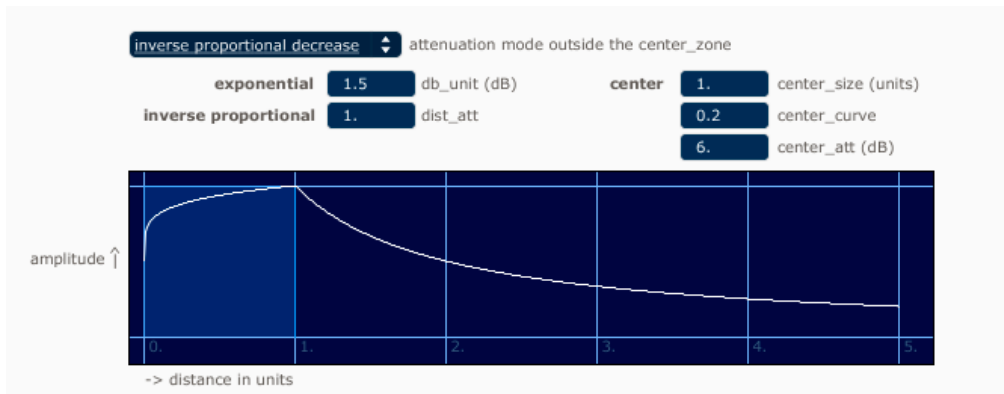 inverse proportional decrease attenuation mode outside the center_zone
exponential 1.5 db_unit (dB) center 1. center_size (units)
inverse proportional 1. dist_att 0.2 center_curve
6. center_att (dB)
amplitude
0. 1. 2. 3. 4. 5.
-> distance in units